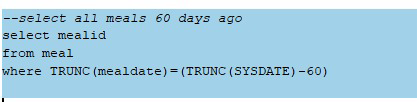 --select all meals 60 days ago
select mealid
from meal
where TRUNC(mealdate)=(TRUNC(SYSDATE)-60)